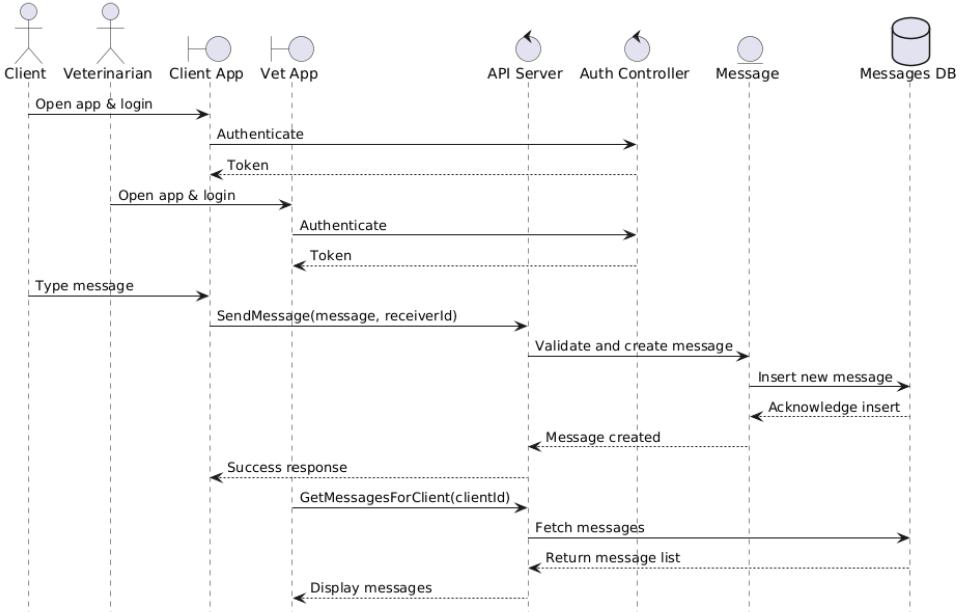 Client Veterinarian Client App Vet App API Server Auth Controller Message Messages DB
Open app & login
Authenticate
Token
Open app & login
Authenticate
Token
Type message
SendMessage(message, receiverId)
Validate and create message
Insert new message
Acknowledge insert
Message created
Success response
GetMessagesForClient(clientId)
Fetch messages
Return message list
Display messages